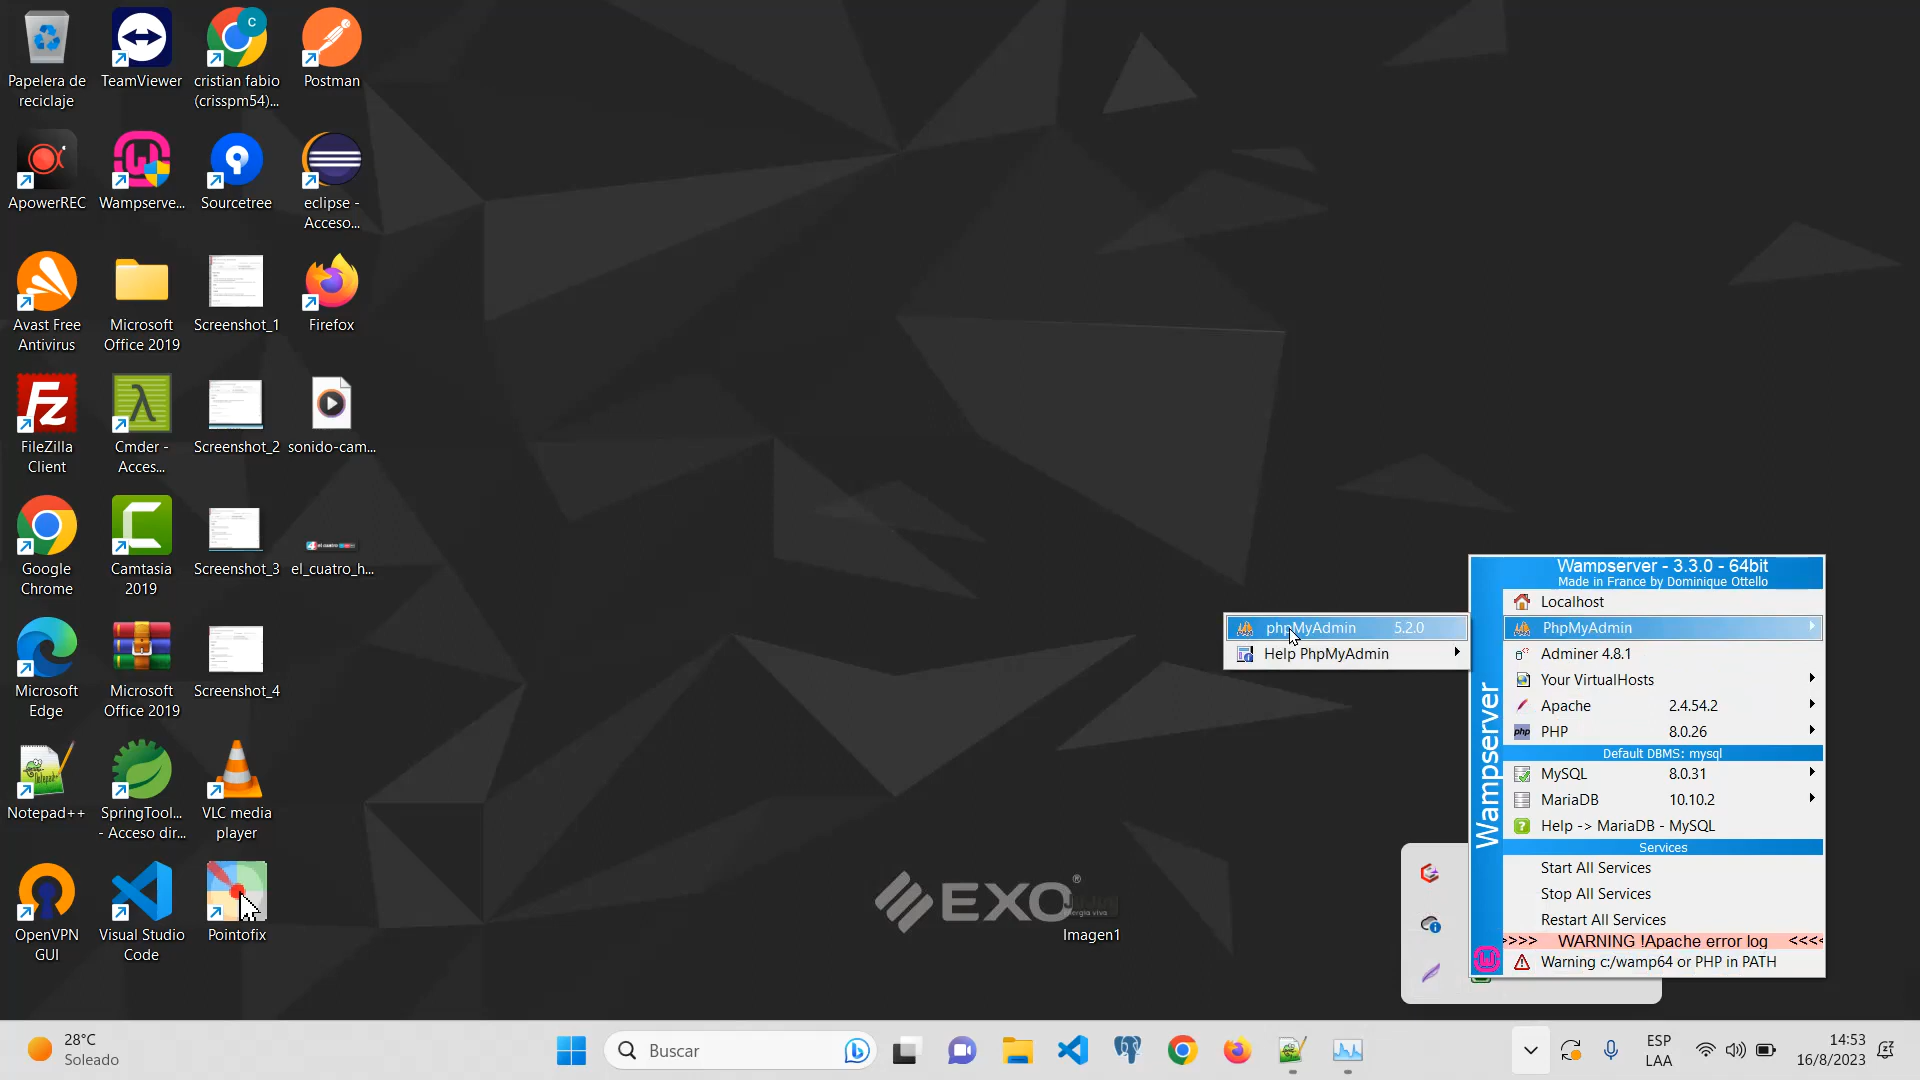 Papelera de
reciclaje
TeamViewer
cristian fabio
(crisspm54)...
Postman
ApowerREC
Wampserve...
Sourcetree
eclipse -
Acceso...
Avast Free
Antivirus
Microsoft
Office 2019
Screenshot_1
Firefox
FileZilla
Client
Cmder -
Acces...
Screenshot_2
sonido-cam...
Google
Chrome
Camtasia
2019
Screenshot_3
el_cuatro_h...
Microsoft
Edge
Microsoft
Office 2019
Screenshot_4
Notepad++
SpringTool...
- Acceso dir...
VLC media
player
OpenVPN
GUI
Visual Studio
Code
Pointofix
EXO®
Imagen1
phpMyAdmin 5.2.0
Help PhpMyAdmin
Wampserver
Wampserver - 3.3.0 - 64bit
Made in France by Dominique Ottello
Localhost
PhpMyAdmin
Adminer 4.8.1
Your VirtualHosts
Apache 2.4.54.2
PHP 8.0.26
Default DBMS: mysql
MySQL 8.0.31
MariaDB 10.10.2
Help -> MariaDB - MySQL
Services
Start All Services
Stop All Services
Restart All Services
>>>> WARNING !Apache error log <<<<
Warning c:/wamp64 or PHP in PATH
28°C
Soleado
Buscar
ESP
LAA
14:53
16/8/2023